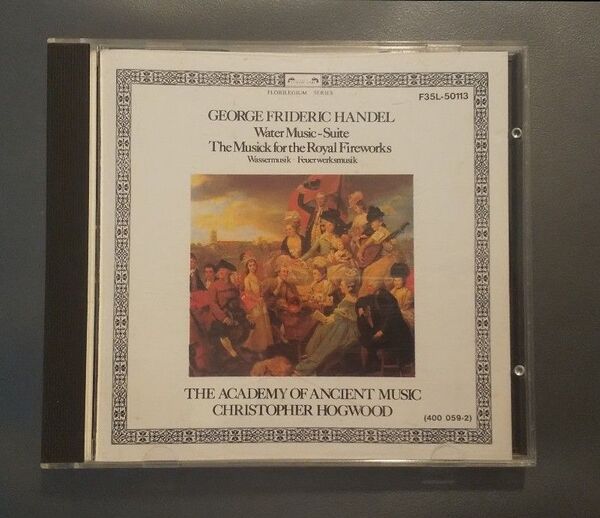 FLORILEGIUM SERIES
F35L-50113
GEORGE FRIDERIC HANDEL
Water Music-Suite
The Musick for the Royal Fireworks
Wassermusik · Feuerwerksmusik
THE ACADEMY OF ANCIENT MUSIC
CHRISTOPHER HOGWOOD
(400 059-2)